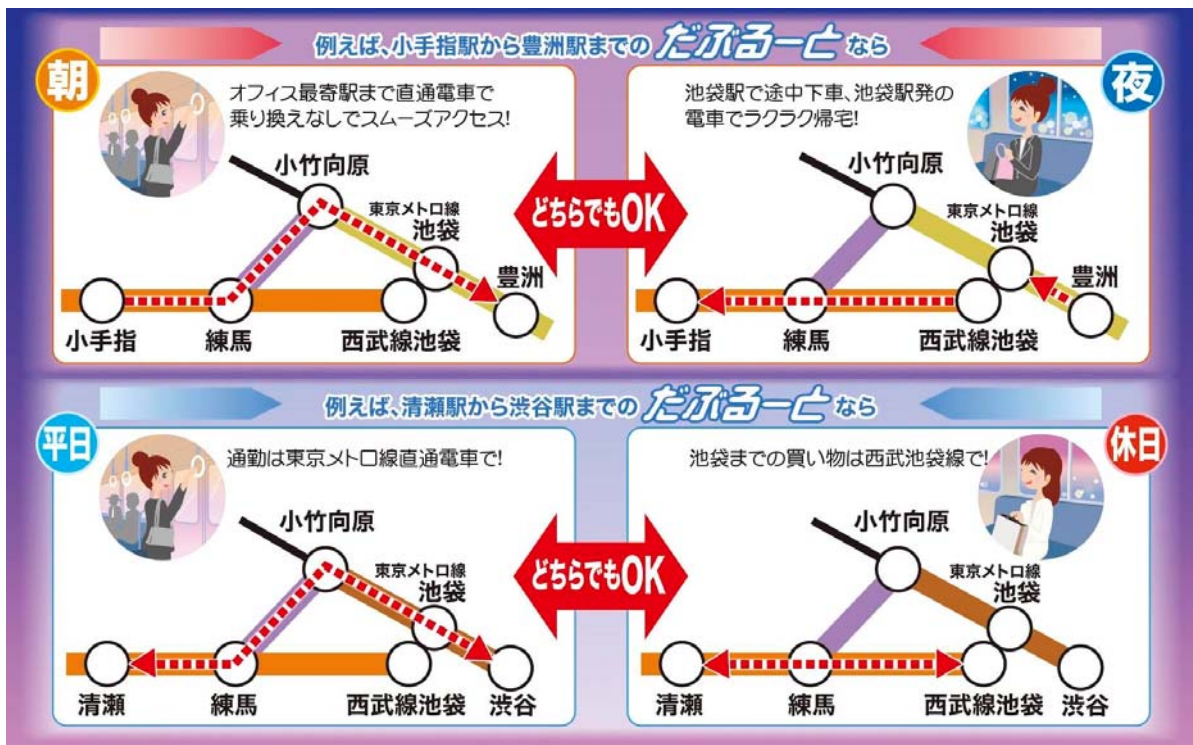 例えば、小手指駅から豊洲駅までの だぶるーと なら
朝
オフィス最寄駅まで直通電車で
乗り換えなしでスムーズアクセス!
小竹向原
東京メトロ線
池袋
豊洲
小手指
練馬
西武線池袋
どちらでもOK
夜
池袋駅で途中下車、池袋駅発の
電車でラクラク帰宅!
小竹向原
東京メトロ線
池袋
豊洲
小手指
練馬
西武線池袋
例えば、清瀬駅から渋谷駅までの だぶるーと なら
平日
通勤は東京メトロ線直通電車で!
小竹向原
東京メトロ線
池袋
清瀬
練馬
西武線池袋
渋谷
どちらでもOK
休日
池袋までの買い物は西武池袋線で!
小竹向原
東京メトロ線
池袋
清瀬
練馬
西武線池袋
渋谷